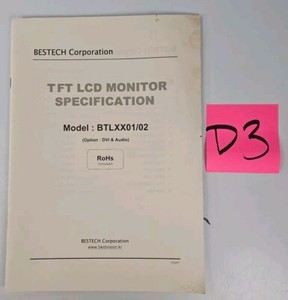 BESTECH Corporation
TFT LCD MONITOR
SPECIFICATION
Model : BTLXX01/02
(Option : DVI & Audio)
RoHs
BESTECH Corporation
D3